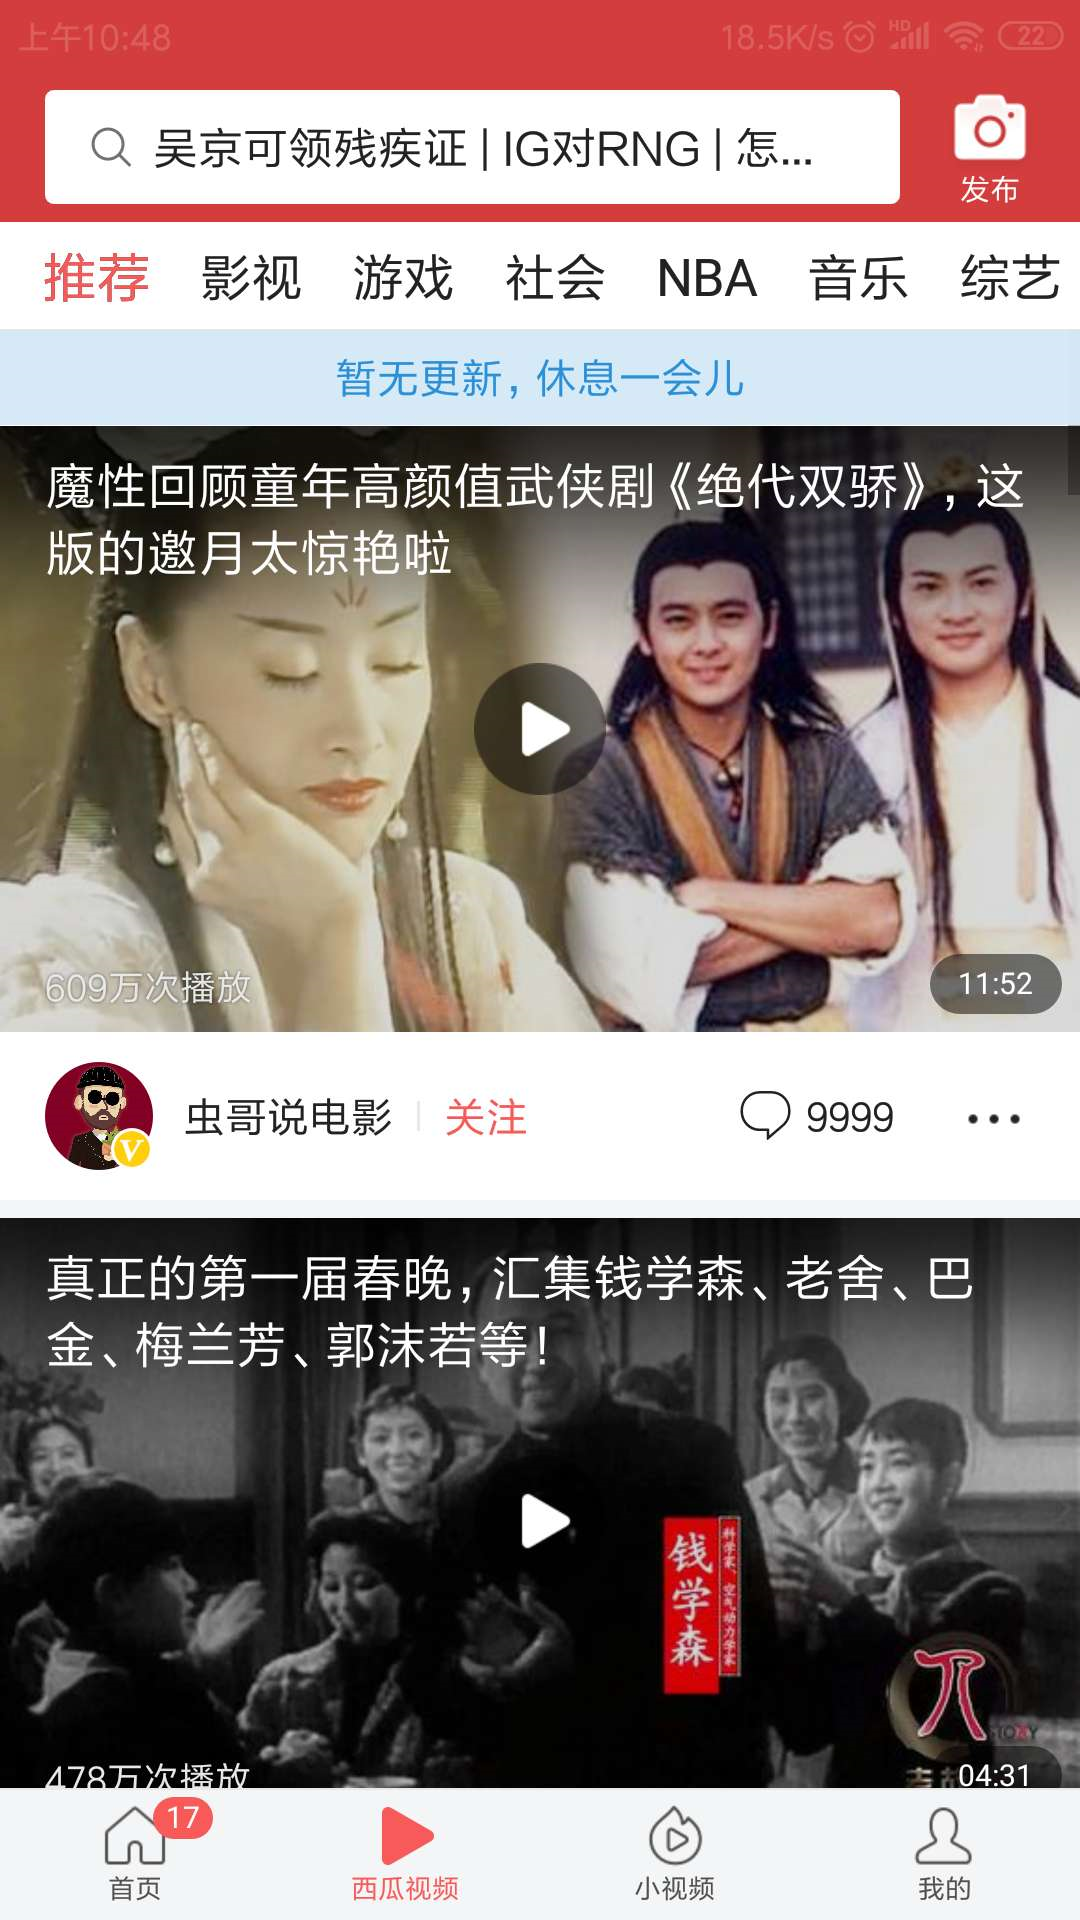 上午10:48
18.5K/s HD 22
吴京可领残疾证 | IG对RNG | 怎...
发布
推荐 影视 游戏 社会 NBA 音乐 综艺
暂无更新，休息一会儿
魔性回顾童年高颜值武侠剧《绝代双骄》，这
版的邀月太惊艳啦
609万次播放
11:52
虫哥说电影 关注 9999
V
真正的第一届春晚，汇集钱学森、老舍、巴
金、梅兰芳、郭沫若等！
钱学森
科学家、空气动力学家
478万次播放
04:31
17
首页 西瓜视频 小视频 我的